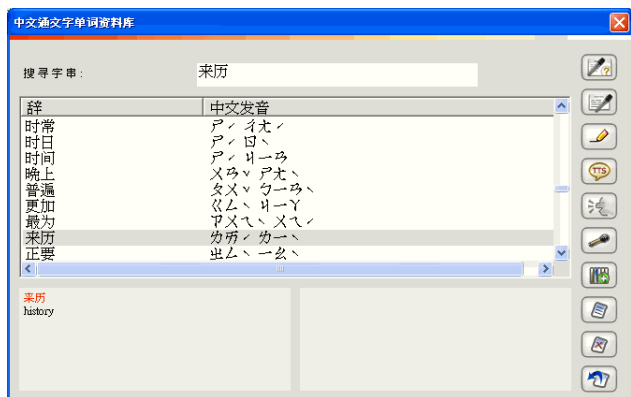 中文通文字单词资料库
搜寻字串: 来历
辞 中文发音
时常 ㄕˊ ㄔㄤˊ
时日 ㄕˊ ㄖˋ
时间 ㄕˊ ㄐㄧㄢ
晚上 ㄨㄢˇ ㄕㄤˋ
普遍 ㄆㄨˇ ㄅㄧㄢˋ
更加 ㄍㄥˋ ㄐㄧㄚ
最为 ㄗㄨㄟˋ ㄨㄟˊ
来历 ㄌㄞˊ ㄌㄧˋ
正要 ㄓㄥˋ ㄧㄠˋ
来历
history
TTS